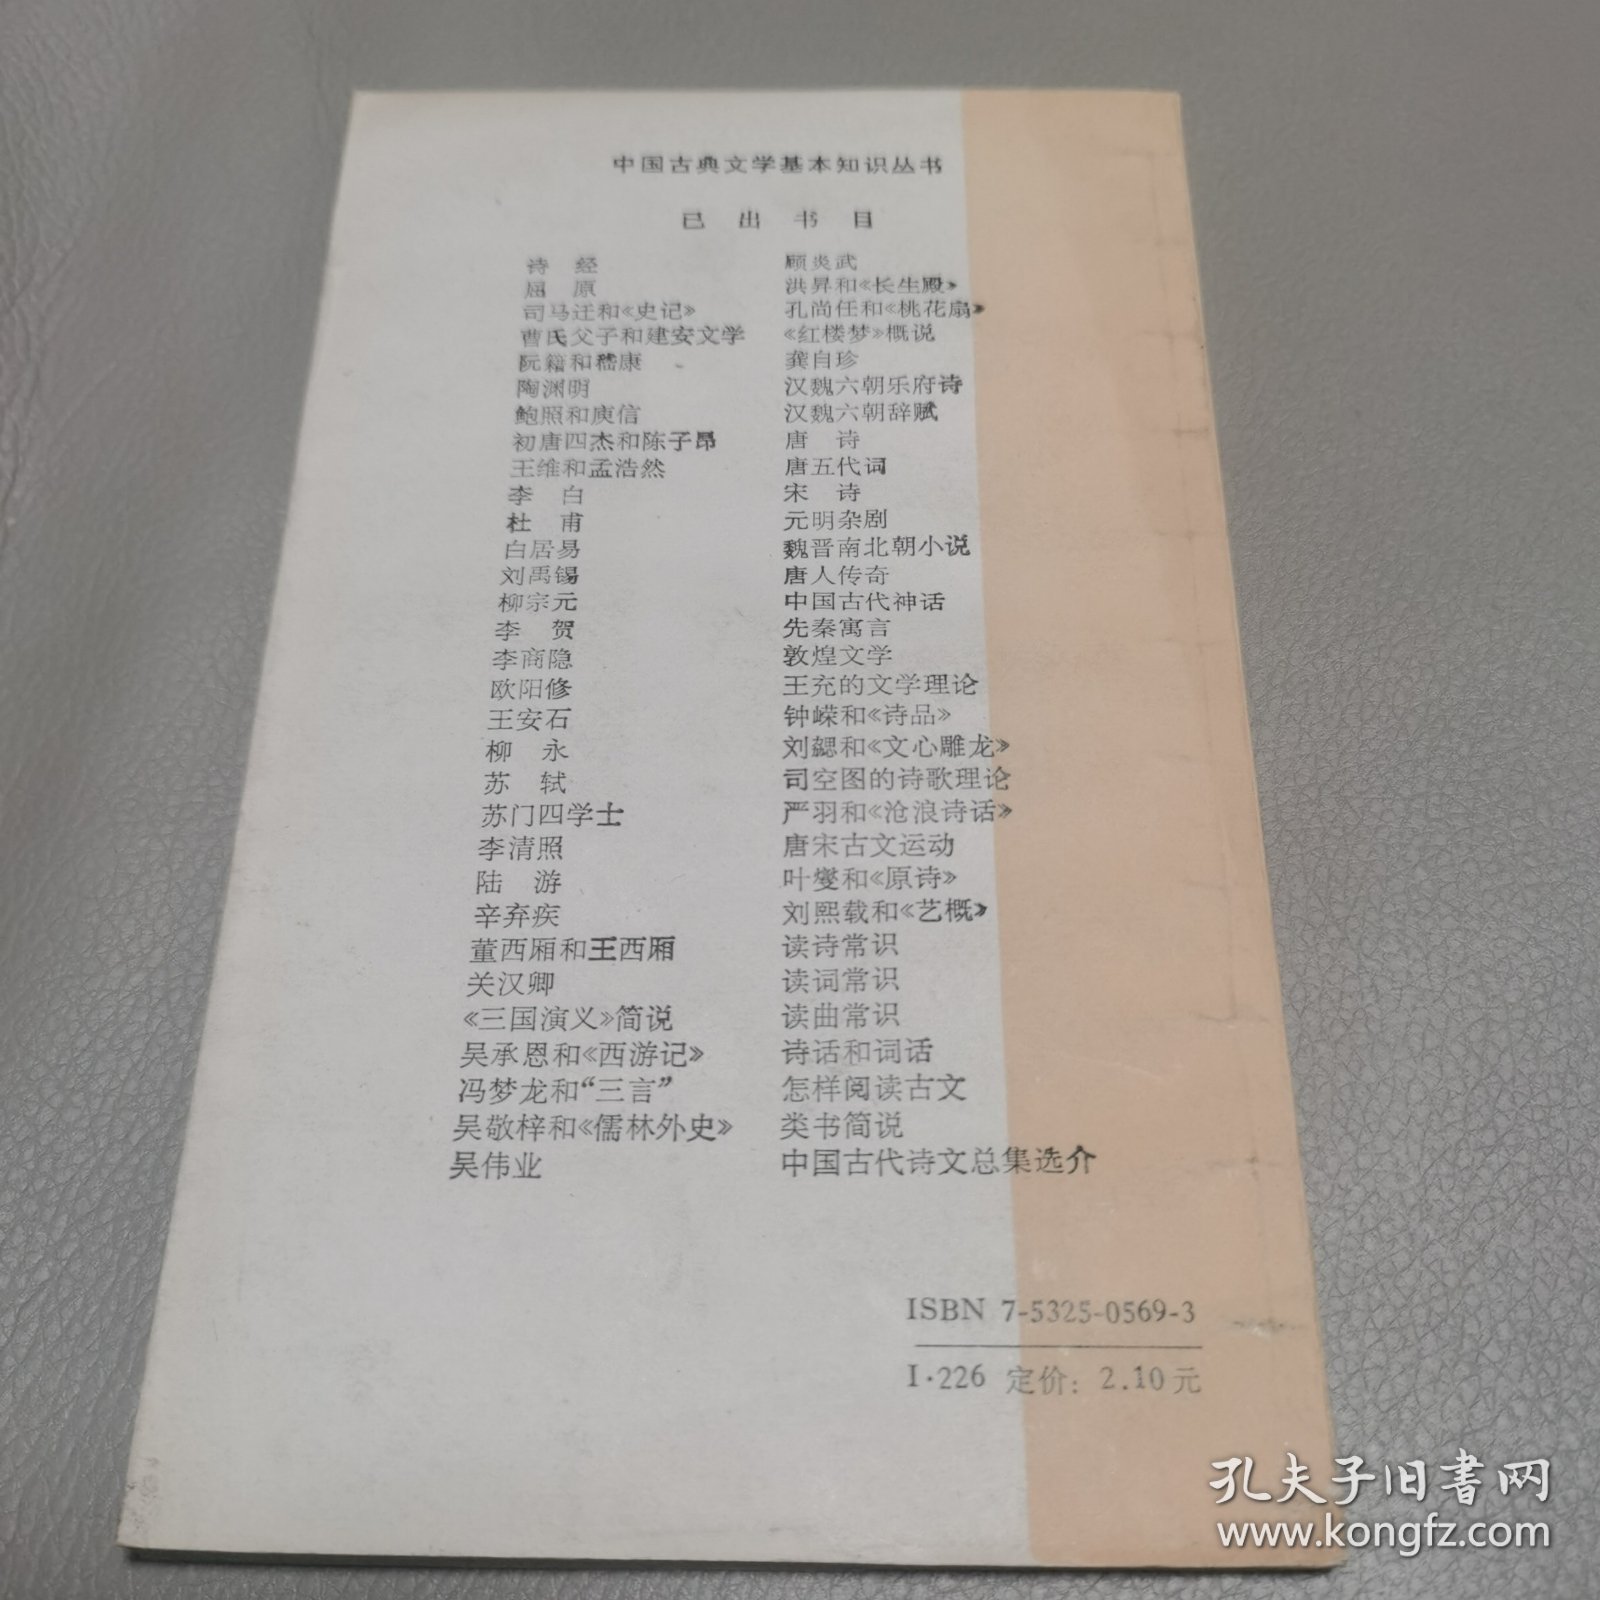 中国古典文学基本知识丛书
已出书目
诗经
屈原
司马迁和《史记》
曹氏父子和建安文学
阮籍和嵇康
陶渊明
鲍照和庾信
初唐四杰和陈子昂
王维和孟浩然
李白
杜甫
白居易
刘禹锡
柳宗元
李贺
李商隐
欧阳修
王安石
柳永
苏轼
苏门四学士
李清照
陆游
辛弃疾
董西厢和王西厢
关汉卿
《三国演义》简说
吴承恩和《西游记》
冯梦龙和“三言”
吴敬梓和《儒林外史》
吴伟业
顾炎武
洪昇和《长生殿》
孔尚任和《桃花扇》
《红楼梦》概说
龚自珍
汉魏六朝乐府诗
汉魏六朝辞赋
唐诗
唐五代词
宋诗
元明杂剧
魏晋南北朝小说
唐人传奇
中国古代神话
先秦寓言
敦煌文学
王充的文学理论
钟嵘和《诗品》
刘勰和《文心雕龙》
司空图的诗歌理论
严羽和《沧浪诗话》
唐宋古文运动
叶燮和《原诗》
刘熙载和《艺概》
读诗常识
读词常识
读曲常识
诗话和词话
怎样阅读古文
类书简说
中国古代诗文总集选介
ISBN 7-5325-0569-3
I·226 定价：2.10元
孔夫子旧书网
www.kongfz.com